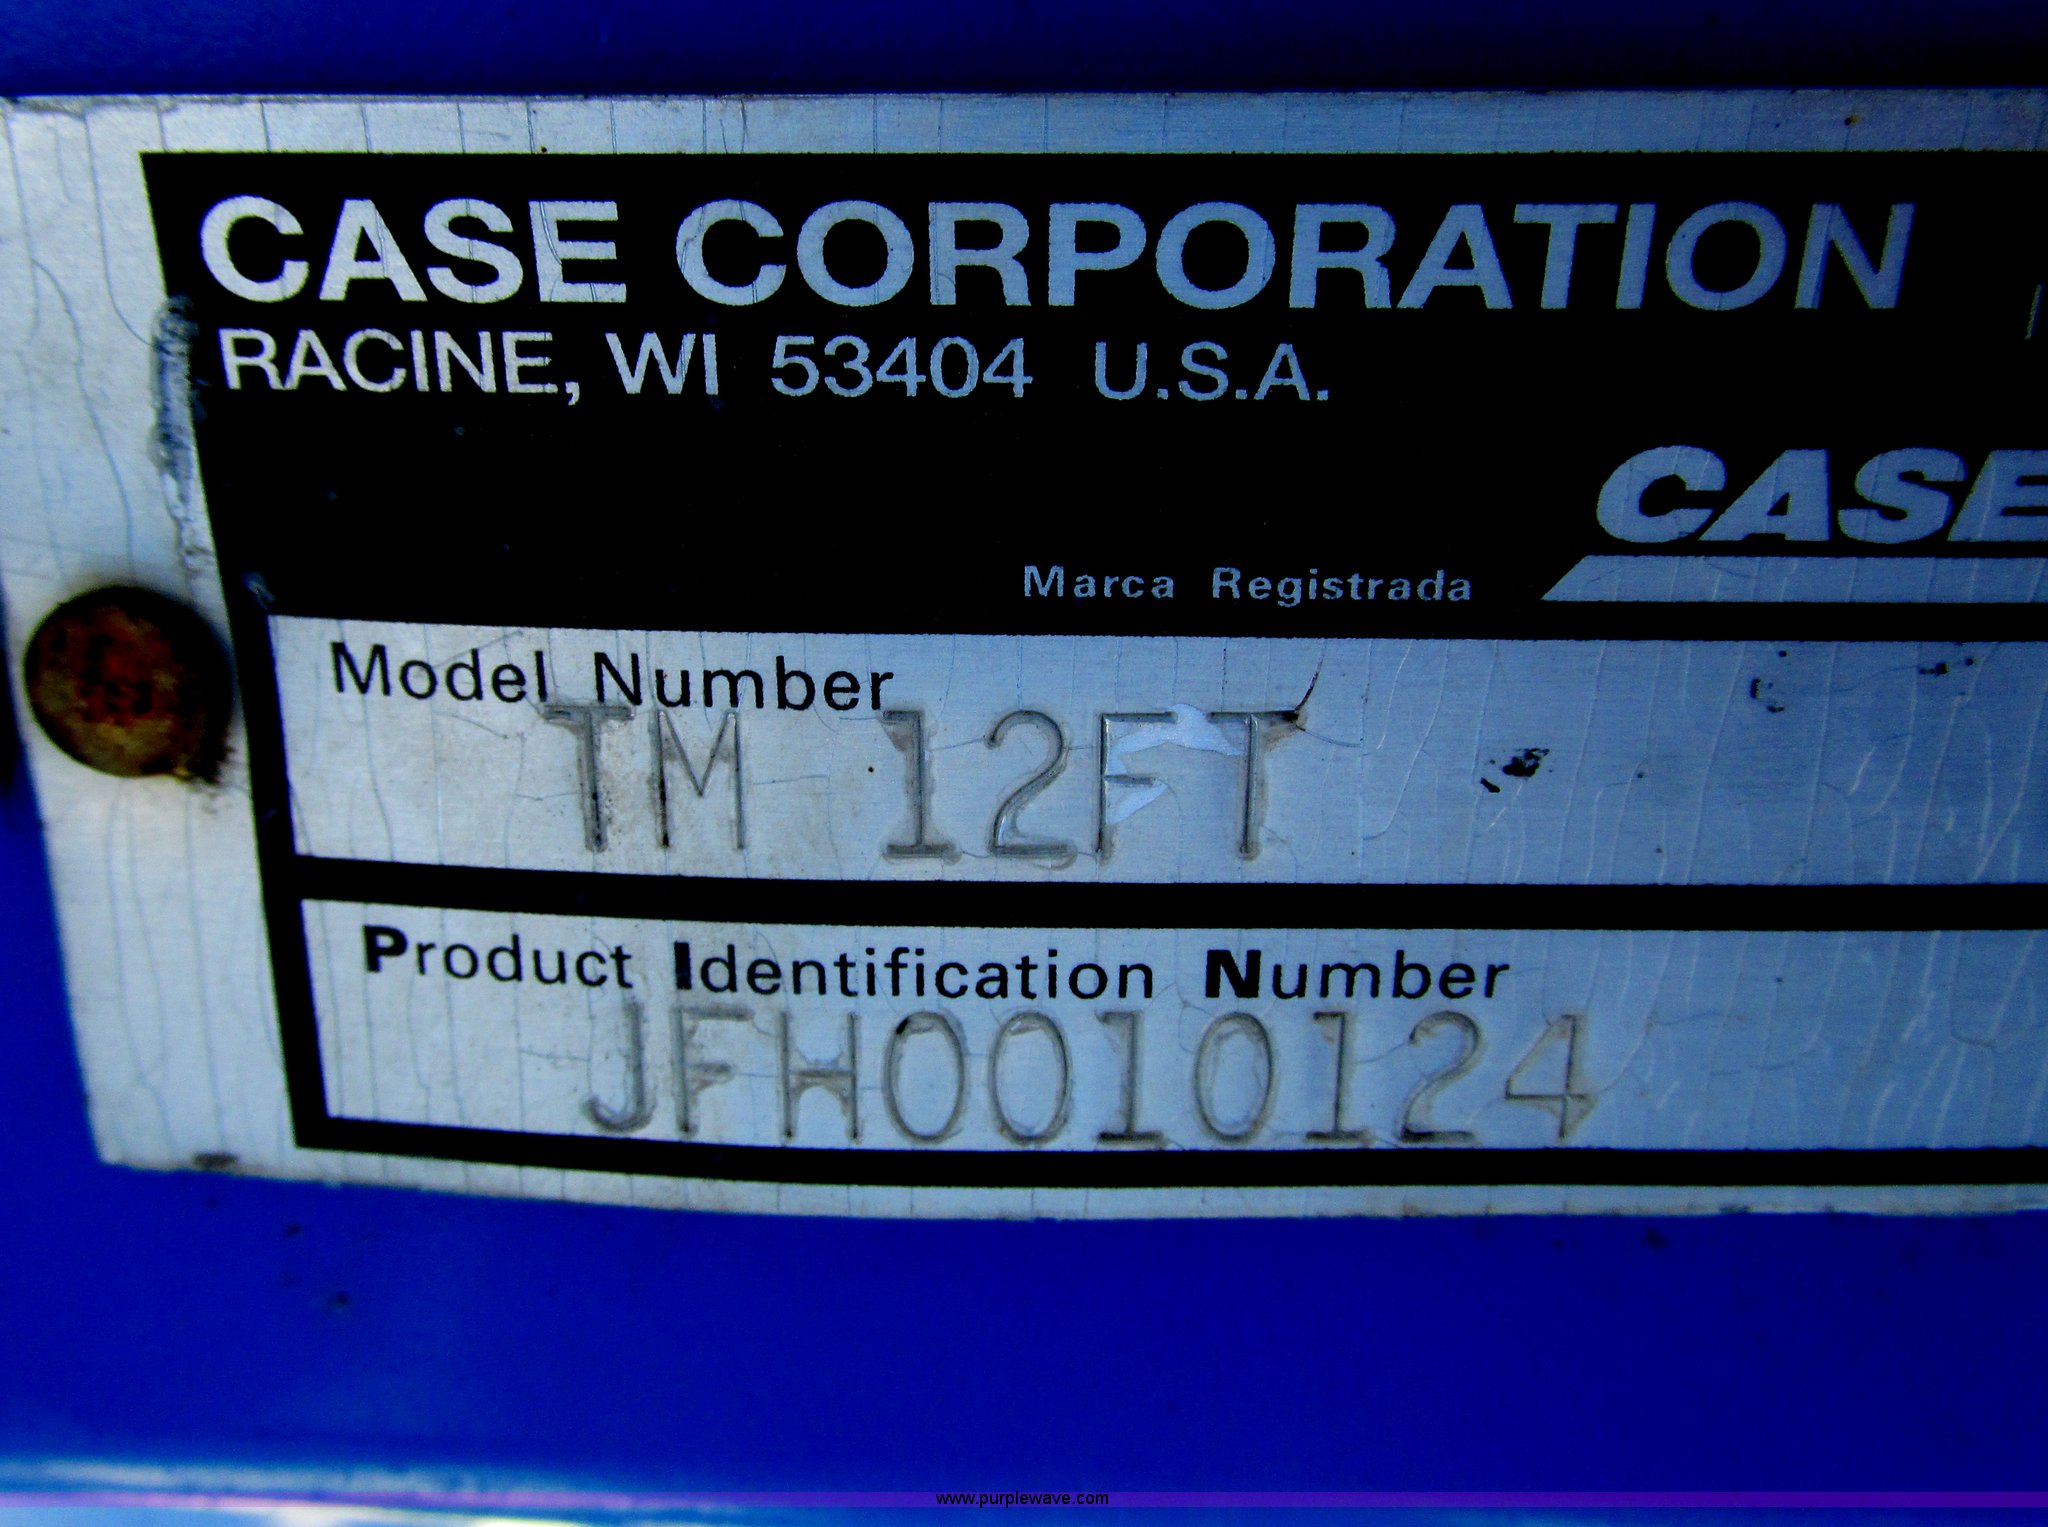 CASE CORPORATION
RACINE, WI 53404 U.S.A.
CASE
Marca Registrada
Model Number
TM 12FT
Product Identification Number
JFH0010124
www.purplewave.com